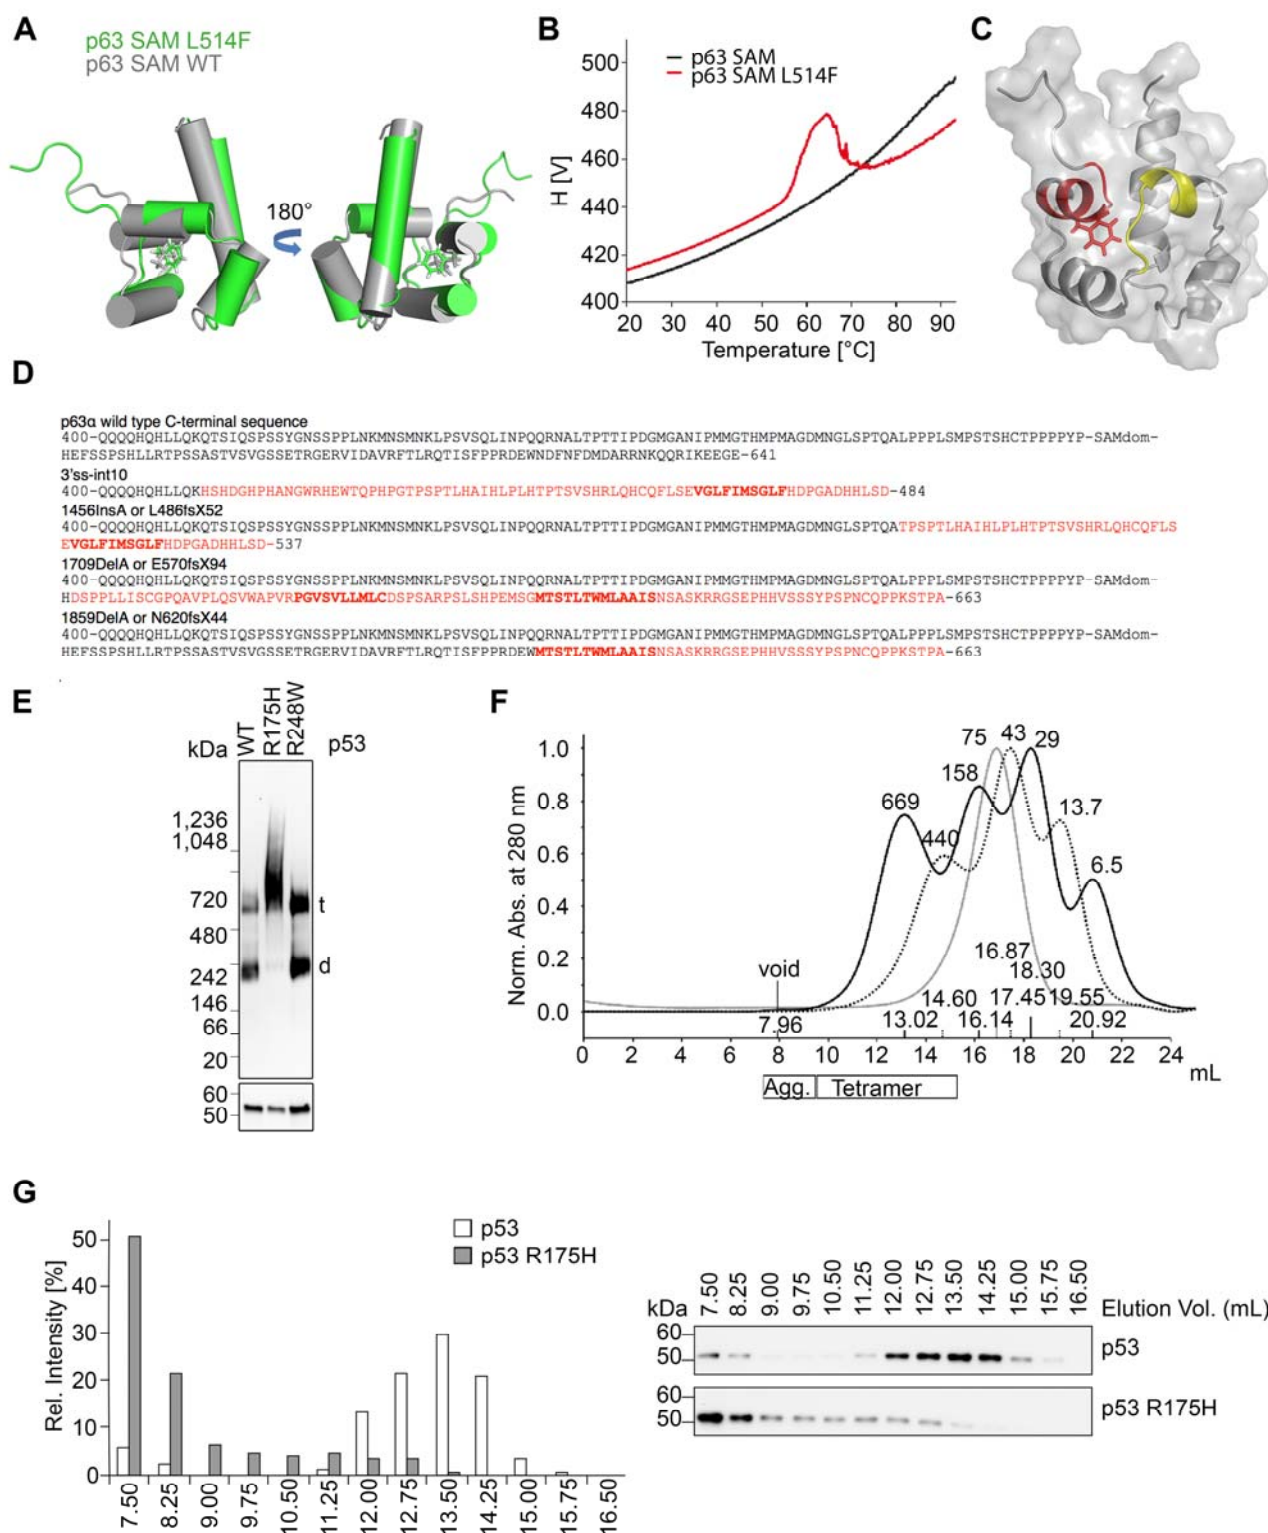 A
p63 SAM L514F
p63 SAM WT
180°
B
p63 SAM
p63 SAM L514F
H [V]
500
480
460
440
420
400
20 30 40 50 60 70 80 90
Temperature [°C]
C
D
p63α wild type C-terminal sequence
400-QQQQHQHLLQKQTSIQSPSSYGNSSPPLNKMNSMNKLPSVSQLINPQQRNALTPTTIPDGMGANIPMMGTHMPMAGDMNGLSPTQALPPPLSMPSTSHCTPPPPYP-SAMdom-
HEFSSPSHLLRTPSSASTVSVGSSETRGERVIDAVRFTLRQTISFPPRDEWNDFNFDMDARRNKQQRIKEEGE-641
3'ss-int10
400-QQQQHQHLLQKHSHDGHPHANGWRHEWTQPHPGTPSPTLHAIHLPLHTPTSVSHRLQHCQFLSEVGLFIMSGLFHDPGADHHLSD-484
1456InsA or L486fsX52
400-QQQQHQHLLQKQTSIQSPSSYGNSSPPLNKMNSMNKLPSVSQLINPQQRNALTPTTIPDGMGANIPMMGTHMPMAGDMNGLSPTQATPSPTLHAIHLPLHTPTSVSHRLQHCQFLS
EVGLFIMSGLFHDPGADHHLSD-537
1709DelA or E570fsX94
400-QQQQHQHLLQKQTSIQSPSSYGNSSPPLNKMNSMNKLPSVSQLINPQQRNALTPTTIPDGMGANIPMMGTHMPMAGDMNGLSPTQALPPPLSMPSTSHCTPPPPYP-SAMdom-
HDSPPLLISCGPQAVPLQSVWAPVRPGVSVLLMLCDSPSARPSLSHPEMSGMTSTLTWMLAAISNSASKRRGSEPHHVSSSYPSPNCQPPKSTPA-663
1859DelA or N620fsX44
400-QQQQHQHLLQKQTSIQSPSSYGNSSPPLNKMNSMNKLPSVSQLINPQQRNALTPTTIPDGMGANIPMMGTHMPMAGDMNGLSPTQALPPPLSMPSTSHCTPPPPYP-SAMdom-
HEFSSPSHLLRTPSSASTVSVGSSETRGERVIDAVRFTLRQTISFPPRDEWMTSTLTWMLAAISNSASKRRGSEPHHVSSSYPSPNCQPPKSTPA-663
E
kDa WT R175H R248W p53
1,236
1,048
720
480
242
146
66
20
t
d
60
50
F
Norm. Abs. at 280 nm
1.0
0.8
0.6
0.4
0.2
0.0
669
440
158
75
43
29
13.7
6.5
void
7.96
13.02
14.60
16.14
16.87
17.45
18.30
19.55
20.92
0 2 4 6 8 10 12 14 16 18 20 22 24
mL
Agg. Tetramer
G
Rel. Intensity [%]
50
40
30
20
10
0
p53
p53 R175H
7.50 8.25 9.00 9.75 10.50 11.25 12.00 12.75 13.50 14.25 15.00 15.75 16.50
kDa 7.50 8.25 9.00 9.75 10.50 11.25 12.00 12.75 13.50 14.25 15.00 15.75 16.50 Elution Vol. (mL)
60
50
p53
60
50
p53 R175H